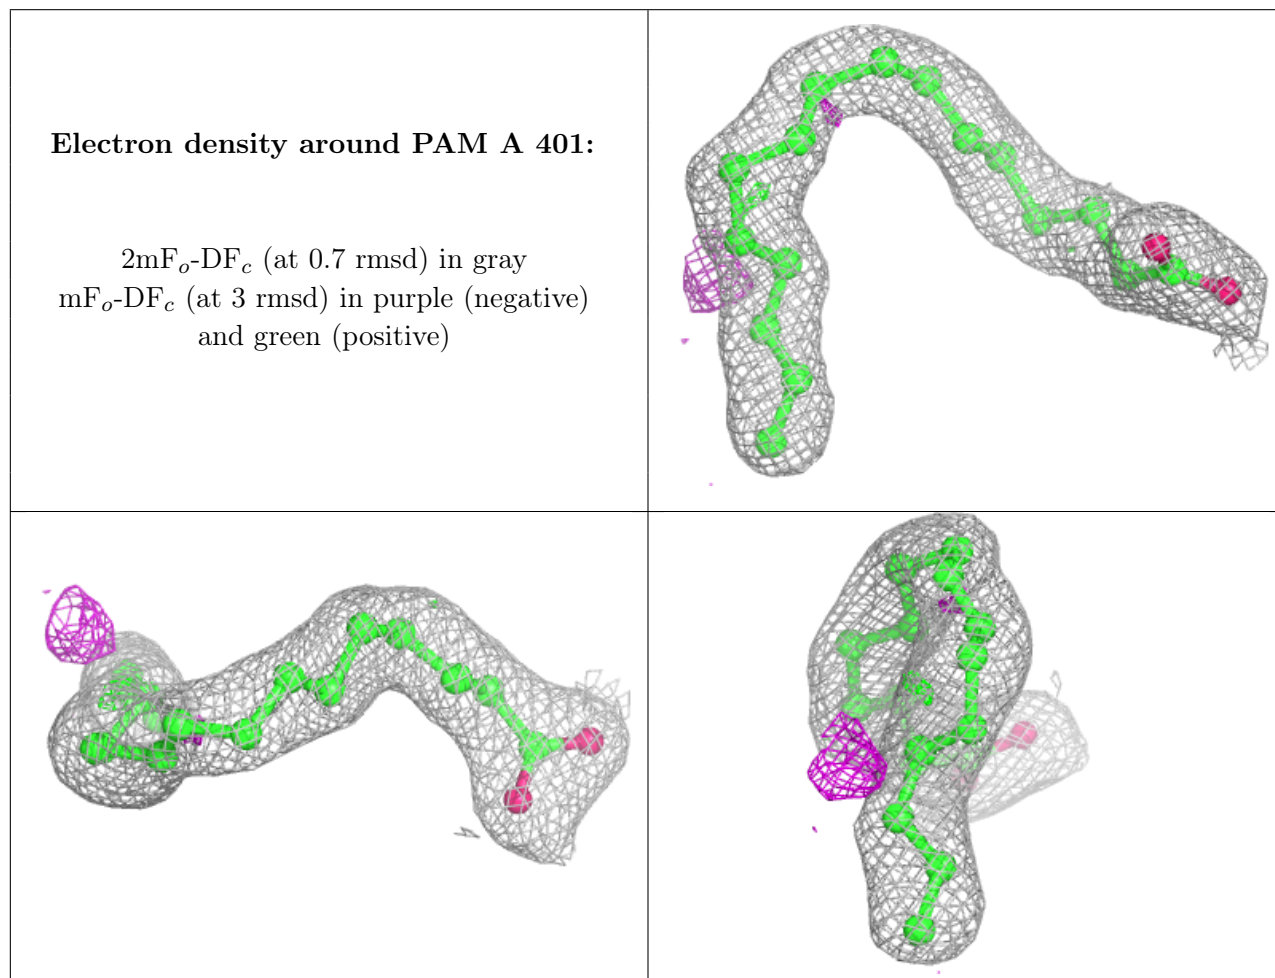 Electron density around PAM A 401:
2mFo-DFc (at 0.7 rmsd) in gray
mFo-DFc (at 3 rmsd) in purple (negative)
and green (positive)